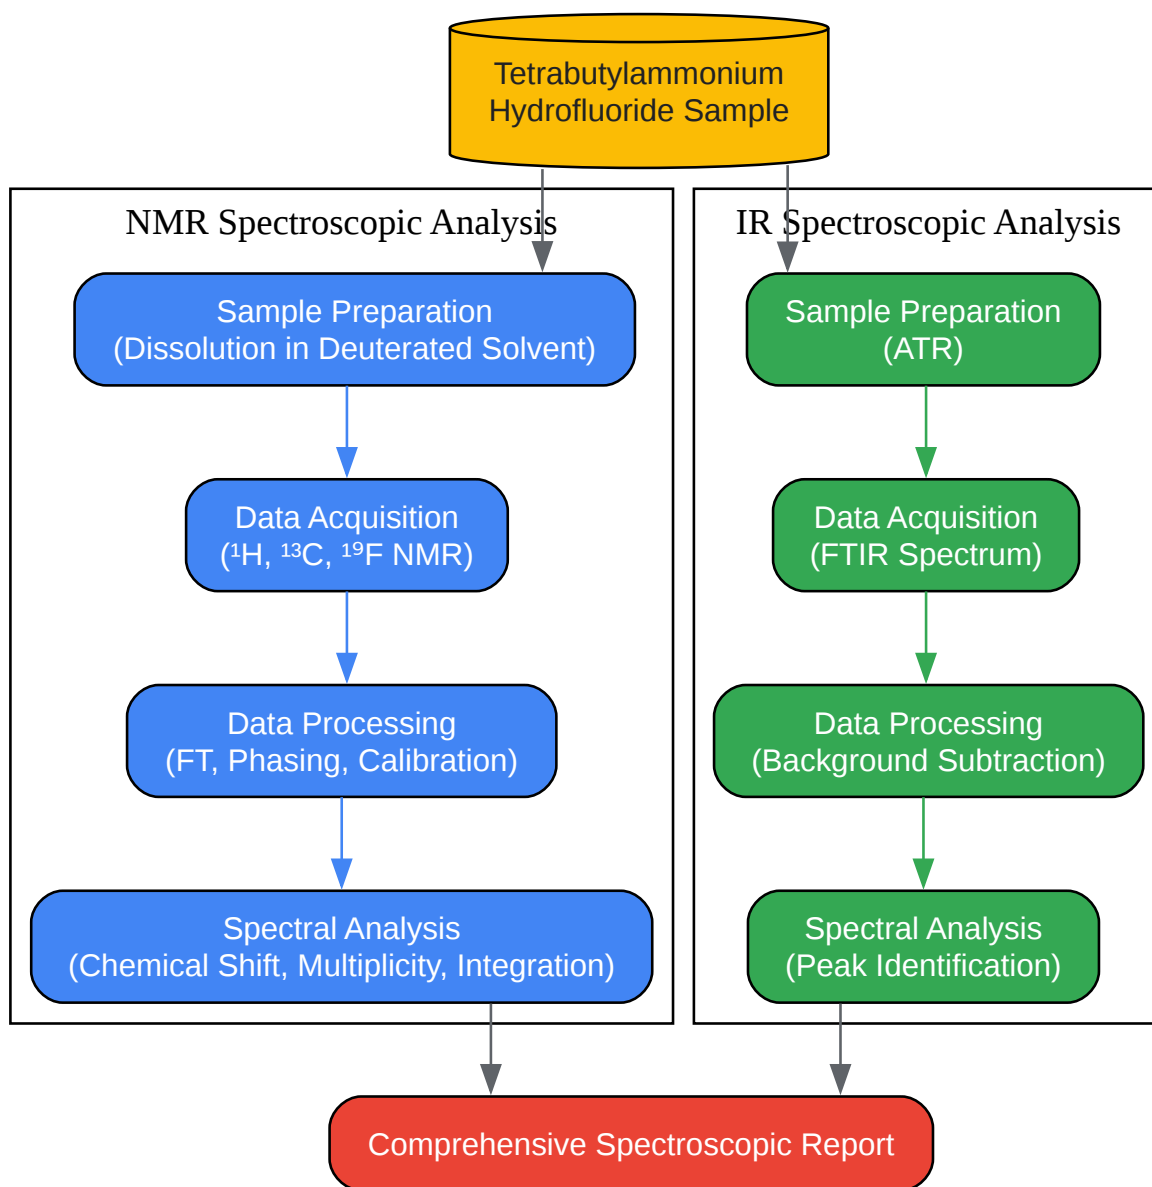 Tetrabutylammonium
Hydrofluoride Sample
NMR Spectroscopic Analysis
Sample Preparation
(Dissolution in Deuterated Solvent)
Data Acquisition
(¹H, ¹³C, ¹⁹F NMR)
Data Processing
(FT, Phasing, Calibration)
Spectral Analysis
(Chemical Shift, Multiplicity, Integration)
IR Spectroscopic Analysis
Sample Preparation
(ATR)
Data Acquisition
(FTIR Spectrum)
Data Processing
(Background Subtraction)
Spectral Analysis
(Peak Identification)
Comprehensive Spectroscopic Report